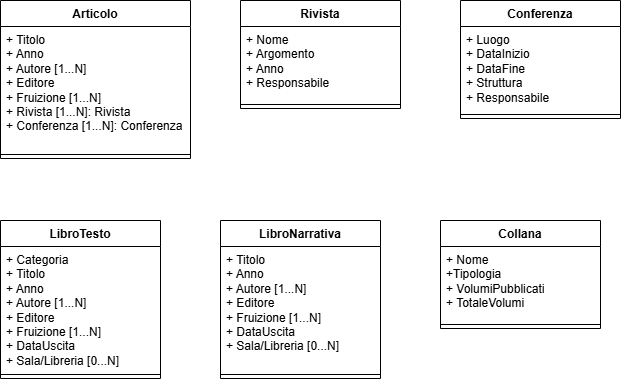 Articolo
+ Titolo
+ Anno
+ Autore [1...N]
+ Editore
+ Fruizione [1...N]
+ Rivista [1...N]: Rivista
+ Conferenza [1...N]: Conferenza
Rivista
+ Nome
+ Argomento
+ Anno
+ Responsabile
Conferenza
+ Luogo
+ DataInizio
+ DataFine
+ Struttura
+ Responsabile
LibroTesto
+ Categoria
+ Titolo
+ Anno
+ Autore [1...N]
+ Editore
+ Fruizione [1...N]
+ DataUscita
+ Sala/Libreria [0...N]
LibroNarrativa
+ Titolo
+ Anno
+ Autore [1...N]
+ Editore
+ Fruizione [1...N]
+ DataUscita
+ Sala/Libreria [0...N]
Collana
+ Nome
+Tipologia
+ VolumiPubblicati
+ TotaleVolumi